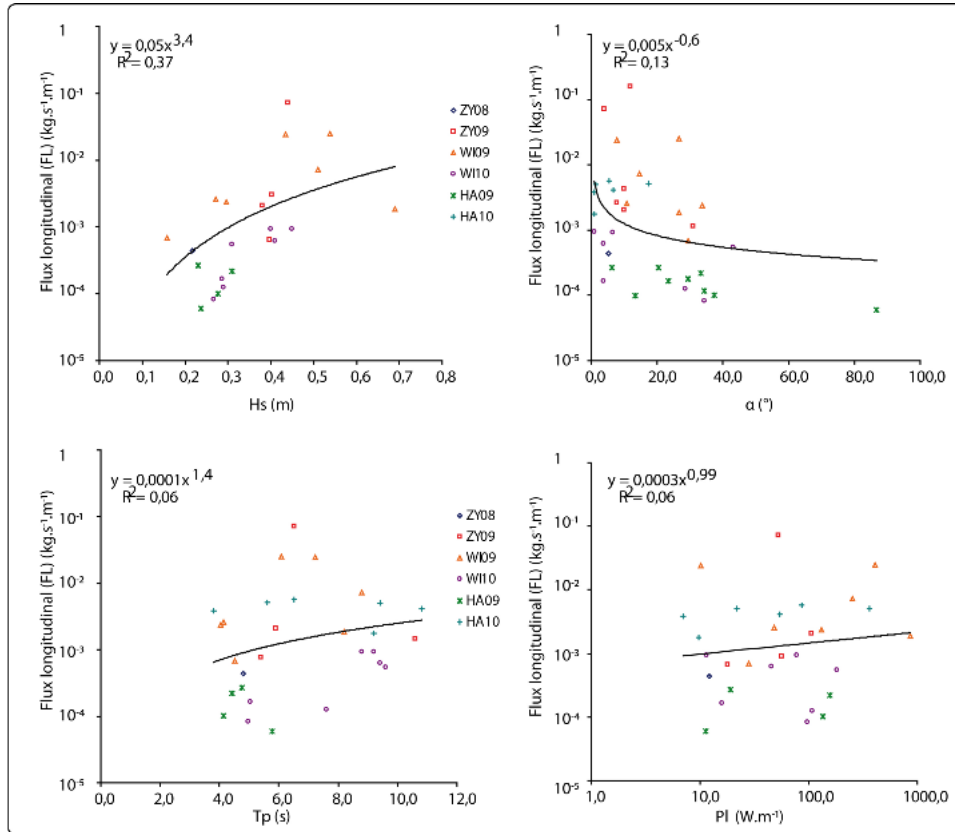 y = 0,05x^3,4
R^2 = 0,37
Flux longitudinal (FL) (kg.s⁻¹.m⁻¹)
1
10⁻¹
10⁻²
10⁻³
10⁻⁴
10⁻⁵
0,0 0,1 0,2 0,3 0,4 0,5 0,6 0,7 0,8
Hs (m)
ZY08
ZY09
WI09
WI10
HA09
HA10
y = 0,005x^-0,6
R^2 = 0,13
Flux longitudinal (FL) (kg.s⁻¹.m⁻¹)
1
10⁻¹
10⁻²
10⁻³
10⁻⁴
10⁻⁵
0,0 20,0 40,0 60,0 80,0 100,0
α (°)
y = 0,0001x^1,4
R^2 = 0,06
Flux longitudinal (FL) (kg.s⁻¹.m⁻¹)
1
10⁻¹
10⁻²
10⁻³
10⁻⁴
10⁻⁵
0,0 2,0 4,0 6,0 8,0 10,0 12,0
Tp (s)
ZY08
ZY09
WI09
WI10
HA09
HA10
y = 0,0003x^0,99
R^2 = 0,06
Flux longitudinal (FL) (kg.s⁻¹.m⁻¹)
1
10⁻¹
10⁻²
10⁻³
10⁻⁴
10⁻⁵
1,0 10,0 100,0 1000,0
Pl (W.m⁻¹)